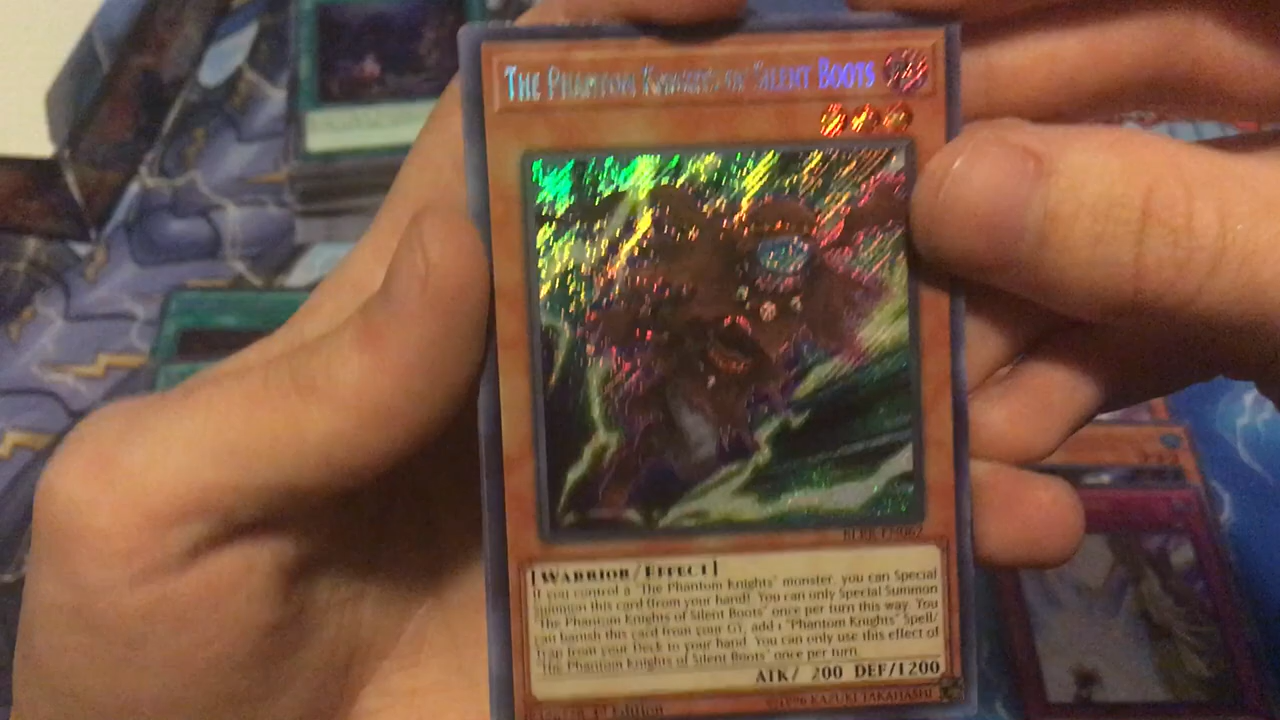 THE PHANTOM KNIGHTS OF SILENT BOOTS
[WARRIOR/EFFECT]
If you control a "The Phantom Knights" monster, you can Special
Summon this card (from your hand). You can only Special Summon
"The Phantom Knights of Silent Boots" once per turn this way. You
can banish this card from your GY; add 1 "Phantom Knights" Spell/
Trap from your Deck to your hand. You can only use this effect of
"The Phantom Knights of Silent Boots" once per turn.
ATK/ 200 DEF/1200
©1996 KAZUKI TAKAHASHI
Edition